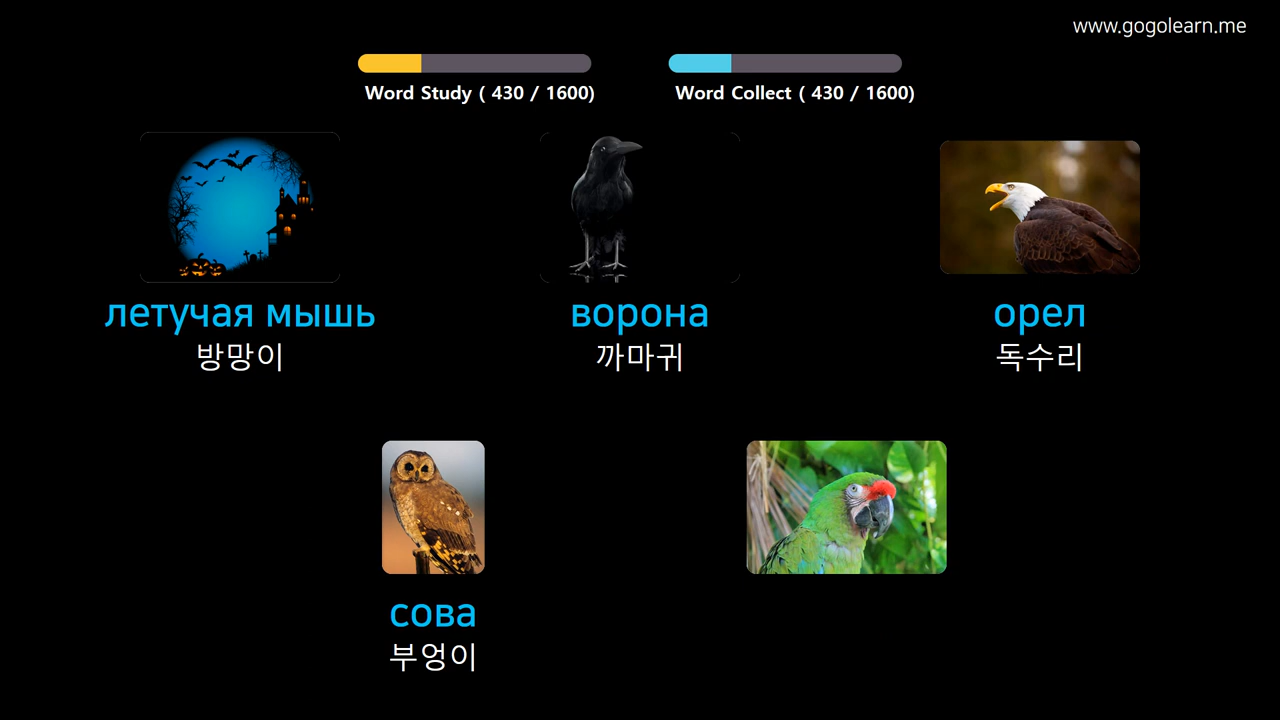 www.gogolearn.me
Word Study ( 430 / 1600)
Word Collect ( 430 / 1600)
летучая мышь
방망이
ворона
까마귀
орел
독수리
сова
부엉이